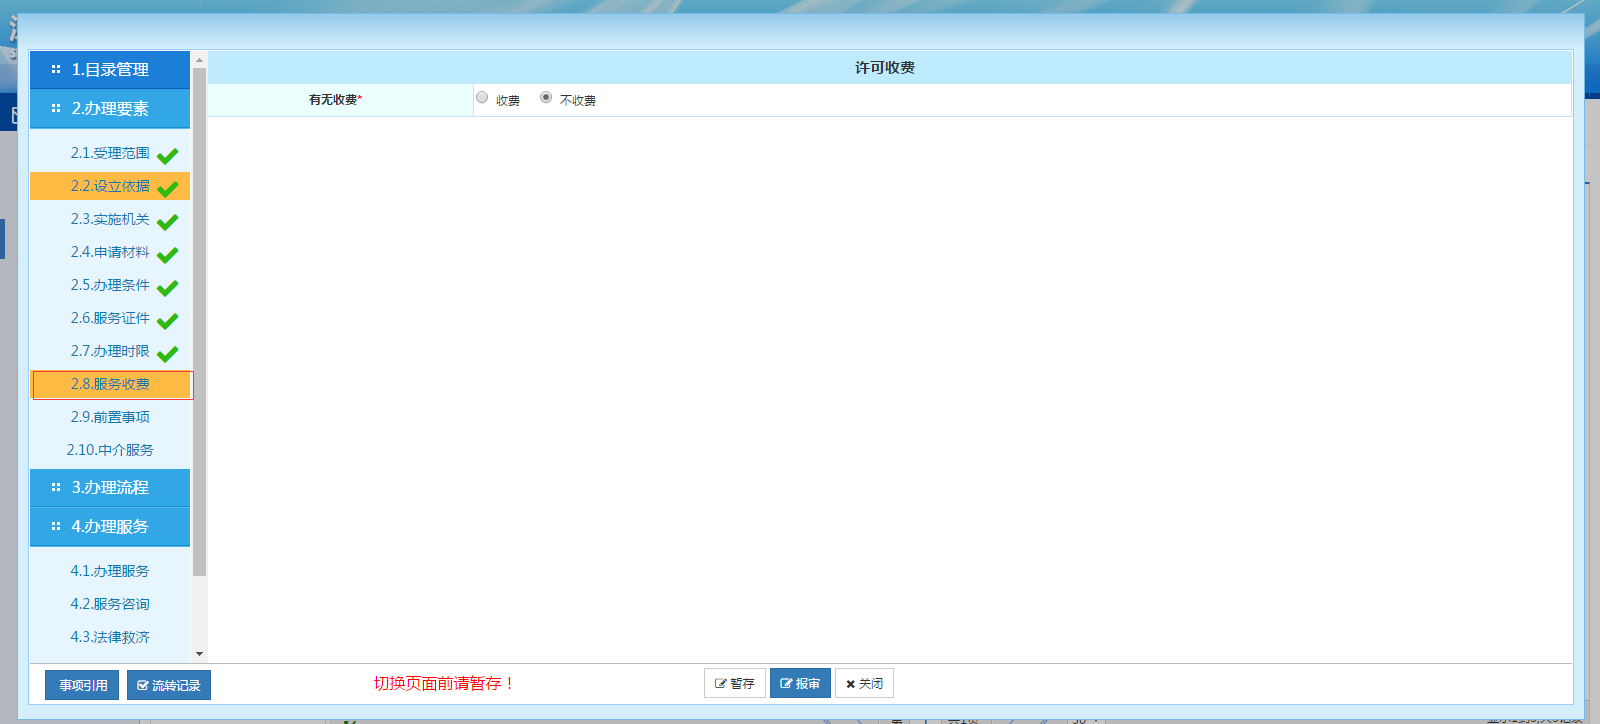 1.目录管理
2.办理要素
2.1.受理范围
2.2.设立依据
2.3.实施机关
2.4.申请材料
2.5.办理条件
2.6.服务证件
2.7.办理时限
2.8.服务收费
2.9.前置事项
2.10.中介服务
3.办理流程
4.办理服务
4.1.办理服务
4.2.服务咨询
4.3.法律救济
许可收费
有无收费* 收费 不收费
事项引用 流转记录 切换页面前请暂存！ 暂存 报审 关闭